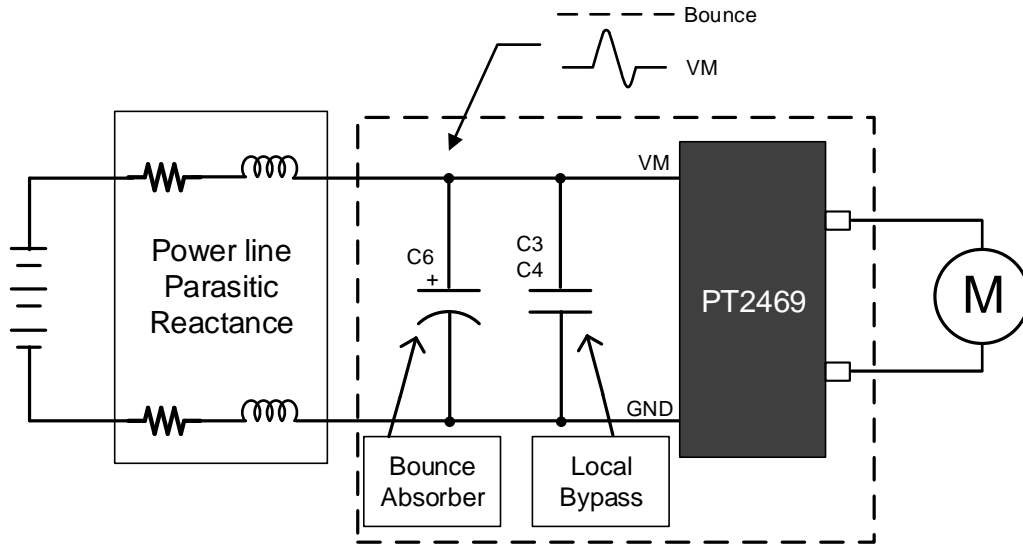 Bounce
VM
VM
Power line
Parasitic
Reactance
C6
+
C3
C4
PT2469
M
GND
Bounce
Absorber
Local
Bypass